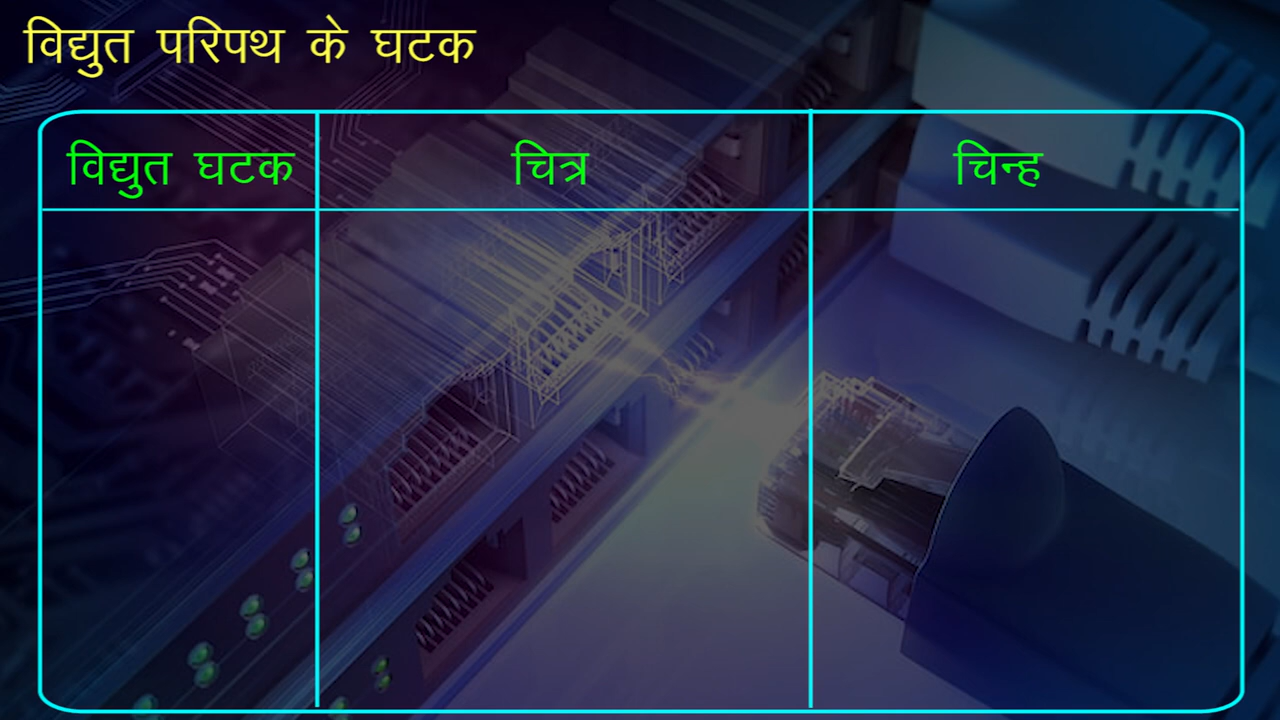 विद्युत परिपथ के घटक
विद्युत घटक चित्र चिन्ह